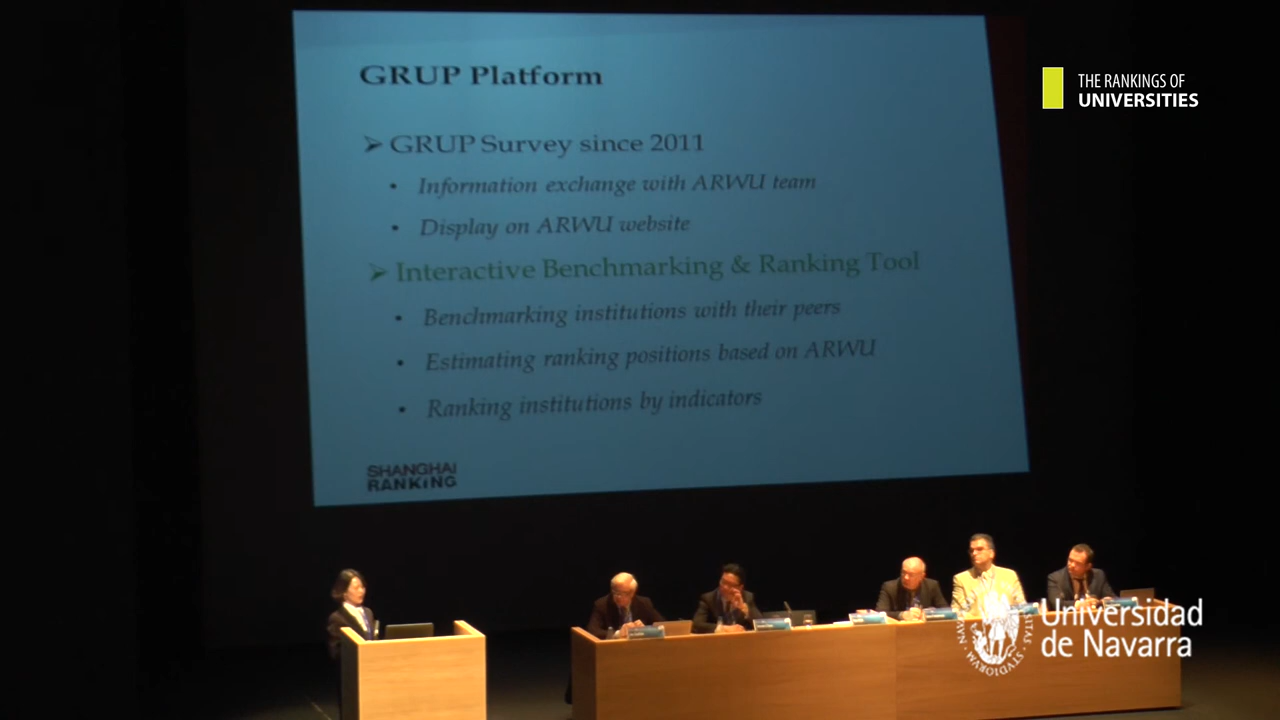 GRUP Platform
➢ GRUP Survey since 2011
• Information exchange with ARWU team
• Display on ARWU website
➢ Interactive Benchmarking & Ranking Tool
• Benchmarking institutions with their peers
• Estimating ranking positions based on ARWU
• Ranking institutions by indicators
SHANGHAI
RANKING
THE RANKINGS OF
UNIVERSITIES
Universidad
de Navarra